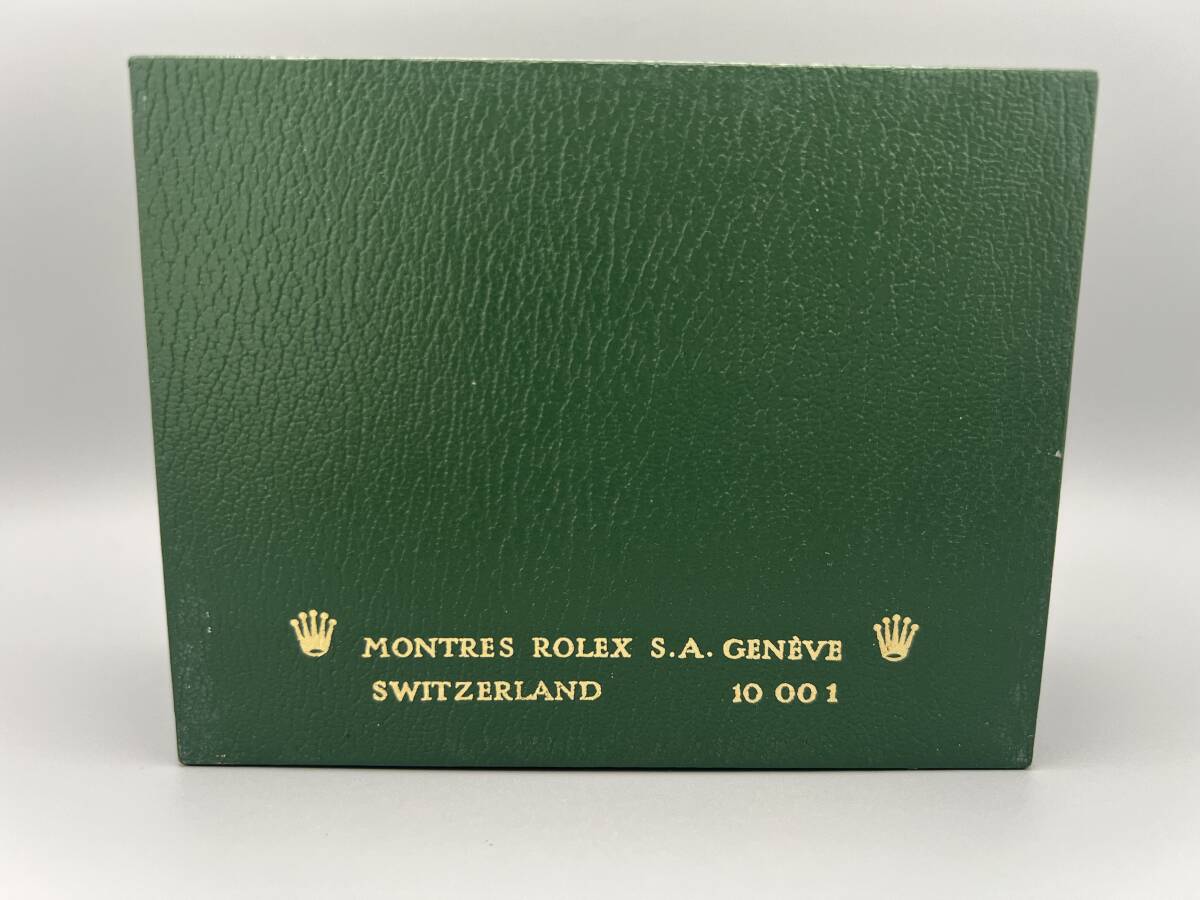 MONTRES ROLEX S.A. GENÈVE
SWITZERLAND 10 00 1